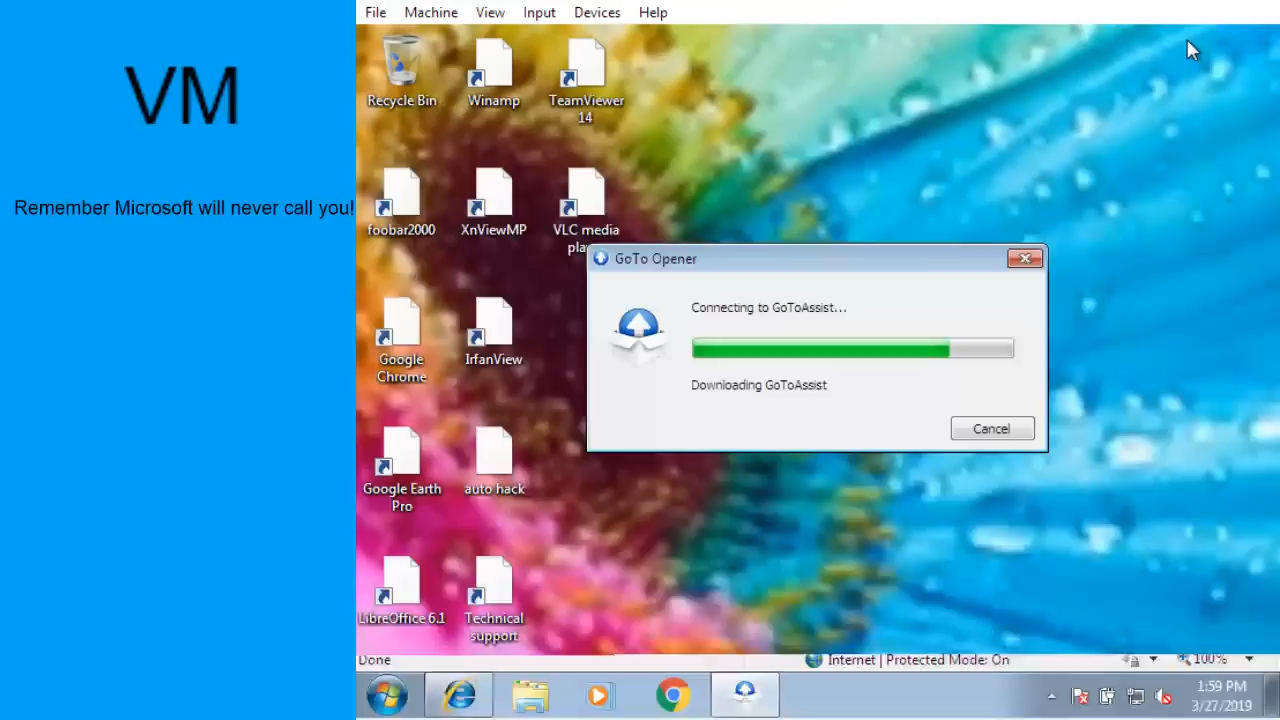 VM
Remember Microsoft will never call you!
File Machine View Input Devices Help
Recycle Bin
Winamp
TeamViewer
14
foobar2000
XnViewMP
VLC media
pla
Google
Chrome
IrfanView
Google Earth
Pro
auto hack
LibreOffice 6.1
Technical
support
GoTo Opener
Connecting to GoToAssist...
Downloading GoToAssist
Cancel
Done
Internet | Protected Mode: On
100%
1:59 PM
3/27/2019